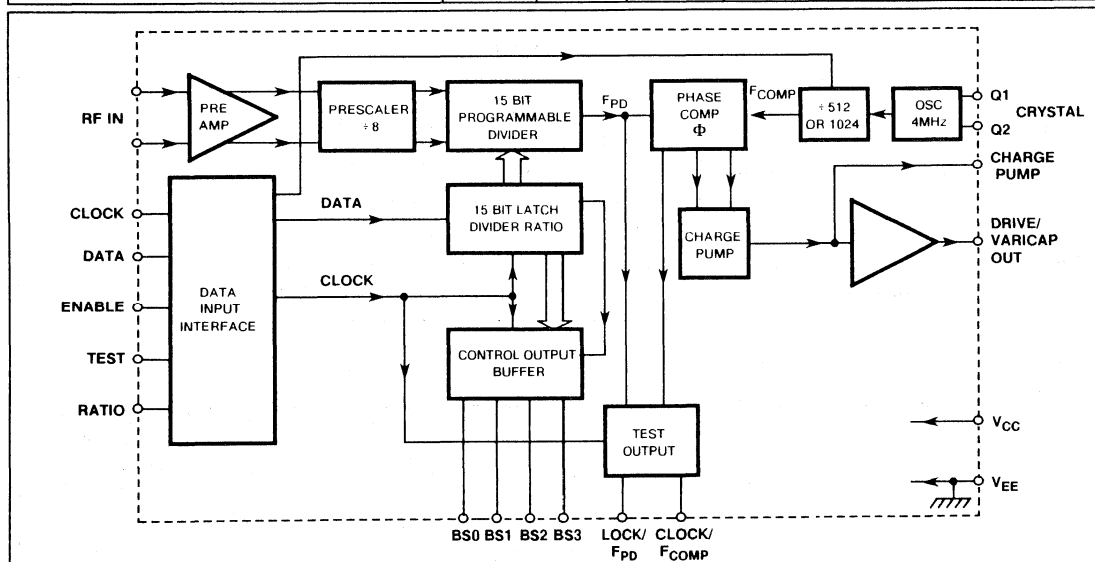 RF IN
PRE
AMP
PRESCALER
÷ 8
15 BIT
PROGRAMMABLE
DIVIDER
FPD
PHASE
COMP
Φ
FCOMP
÷ 512
OR 1024
OSC
4MHz
Q1
Q2
CRYSTAL
CHARGE
PUMP
DRIVE/
VARICAP
OUT
CLOCK
DATA
ENABLE
TEST
RATIO
DATA
INPUT
INTERFACE
DATA
15 BIT LATCH
DIVIDER RATIO
CLOCK
CONTROL OUTPUT
BUFFER
CHARGE
PUMP
TEST
OUTPUT
VCC
VEE
BS0 BS1 BS2 BS3
LOCK/
FPD
CLOCK/
FCOMP